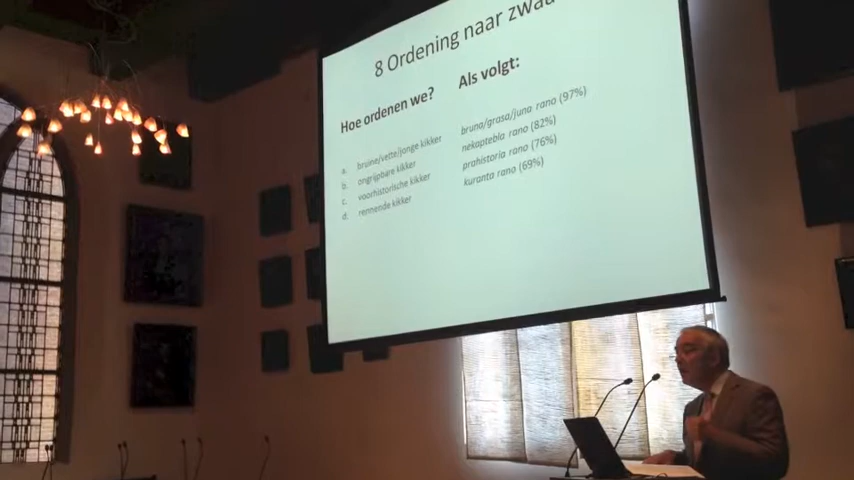 8 Ordening naar zwaa
Hoe ordenen we?
Als volgt:
a. bruine/vette/jonge kikker
bruna/grasa/juna rano (97%)
b. ongrijpbare kikker
nekaptebla rano (82%)
c. voorhistorische kikker
prahistoria rano (76%)
d. rennende kikker
kuranta rano (69%)